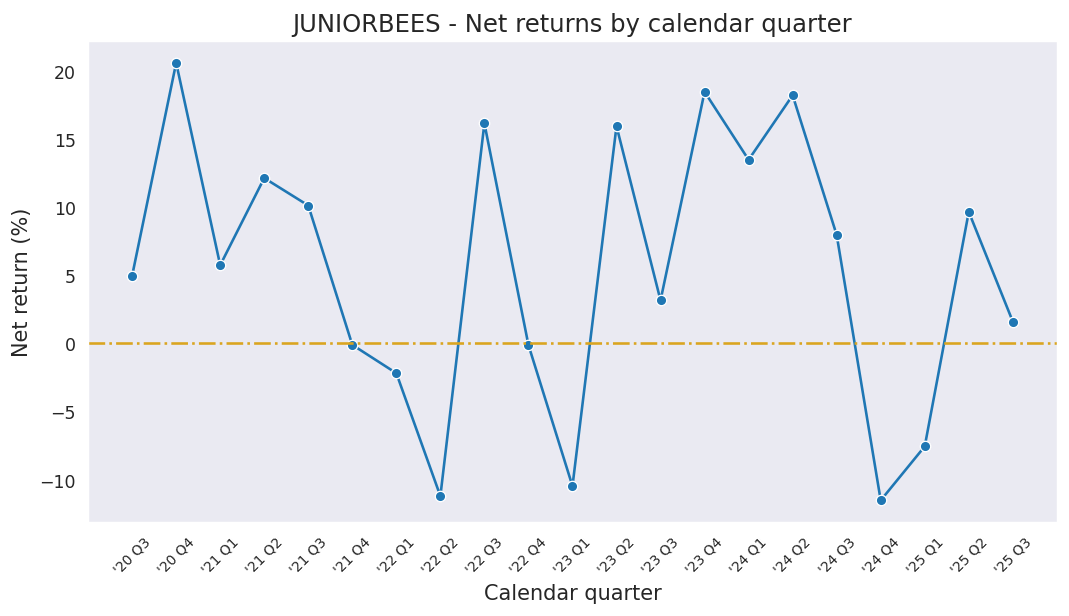 JUNIORBEES - Net returns by calendar quarter
Net return (%)
20
15
10
5
0
−5
−10
'20 Q3
'20 Q4
'21 Q1
'21 Q2
'21 Q3
'21 Q4
'22 Q1
'22 Q2
'22 Q3
'22 Q4
'23 Q1
'23 Q2
'23 Q3
'23 Q4
'24 Q1
'24 Q2
'24 Q3
'24 Q4
'25 Q1
'25 Q2
'25 Q3
Calendar quarter